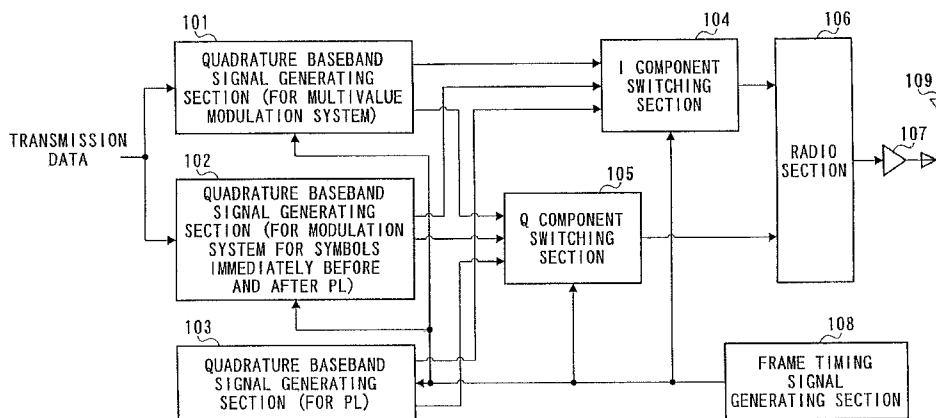 101
QUADRATURE BASEBAND
SIGNAL GENERATING
SECTION (FOR MULTIVALUE
MODULATION SYSTEM)
TRANSMISSION
DATA
102
QUADRATURE BASEBAND
SIGNAL GENERATING
SECTION (FOR MODULATION
SYSTEM FOR SYMBOLS
IMMEDIATELY BEFORE
AND AFTER PL)
103
QUADRATURE BASEBAND
SIGNAL GENERATING
SECTION (FOR PL)
104
I COMPONENT
SWITCHING
SECTION
105
Q COMPONENT
SWITCHING
SECTION
106
RADIO
SECTION
107
109
108
FRAME TIMING
SIGNAL
GENERATING SECTION